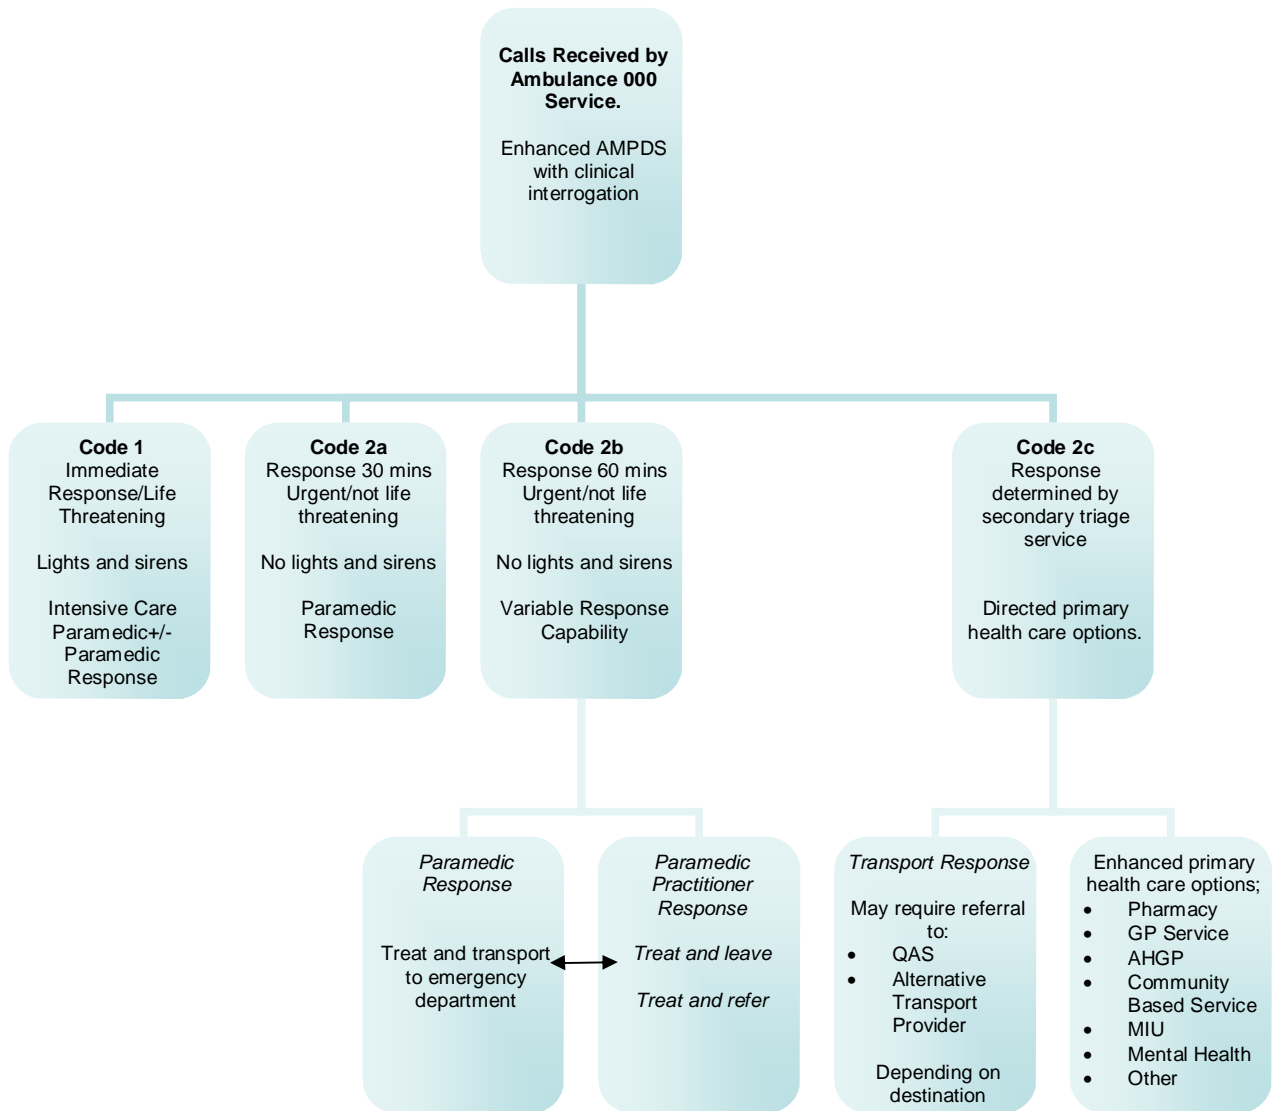 Calls Received by
Ambulance 000
Service.
Enhanced AMPDS
with clinical
interrogation
Code 1
Immediate
Response/Life
Threatening
Lights and sirens
Intensive Care
Paramedic+/-
Paramedic
Response
Code 2a
Response 30 mins
Urgent/not life
threatening
No lights and sirens
Paramedic
Response
Code 2b
Response 60 mins
Urgent/not life
threatening
No lights and sirens
Variable Response
Capability
Code 2c
Response
determined by
secondary triage
service
Directed primary
health care options.
Paramedic
Response
Treat and transport
to emergency
department
Paramedic
Practitioner
Response
Treat and leave
Treat and refer
Transport Response
May require referral
to:
• QAS
• Alternative
Transport
Provider
Depending on
destination
Enhanced primary
health care options;
• Pharmacy
• GP Service
• AHGP
• Community
Based Service
• MIU
• Mental Health
• Other